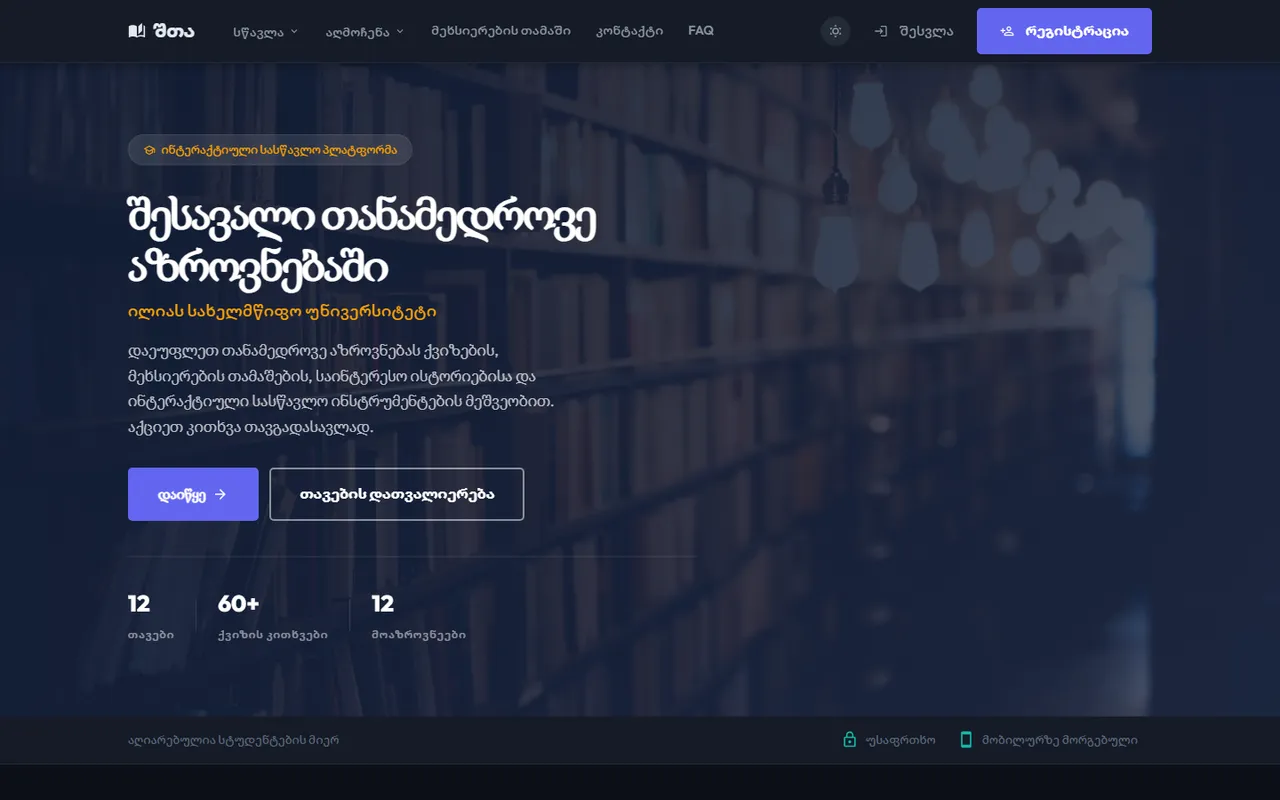 შთა
სწავლა
აღმოჩენა
მეხსიერების თამაში
კონტაქტი
FAQ
შესვლა
რეგისტრაცია
ინტერაქტიული სასწავლო პლატფორმა
შესავალი თანამედროვე
აზროვნებაში
ილიას სახელმწიფო უნივერსიტეტი
დაეუფლეთ თანამედროვე აზროვნებას ქვიზების,
მეხსიერების თამაშების, საინტერესო ისტორიებისა და
ინტერაქტიული სასწავლო ინსტრუმენტების მეშვეობით.
აქციეთ კითხვა თავგადასავლად.
დაიწყე
თავების დათვალიერება
12
60+
12
თავები
ქვიზის კითხვები
მოაზროვნეები
აღიარებულია სტუდენტების მიერ
უსაფრთხო
მობილურზე მორგებული